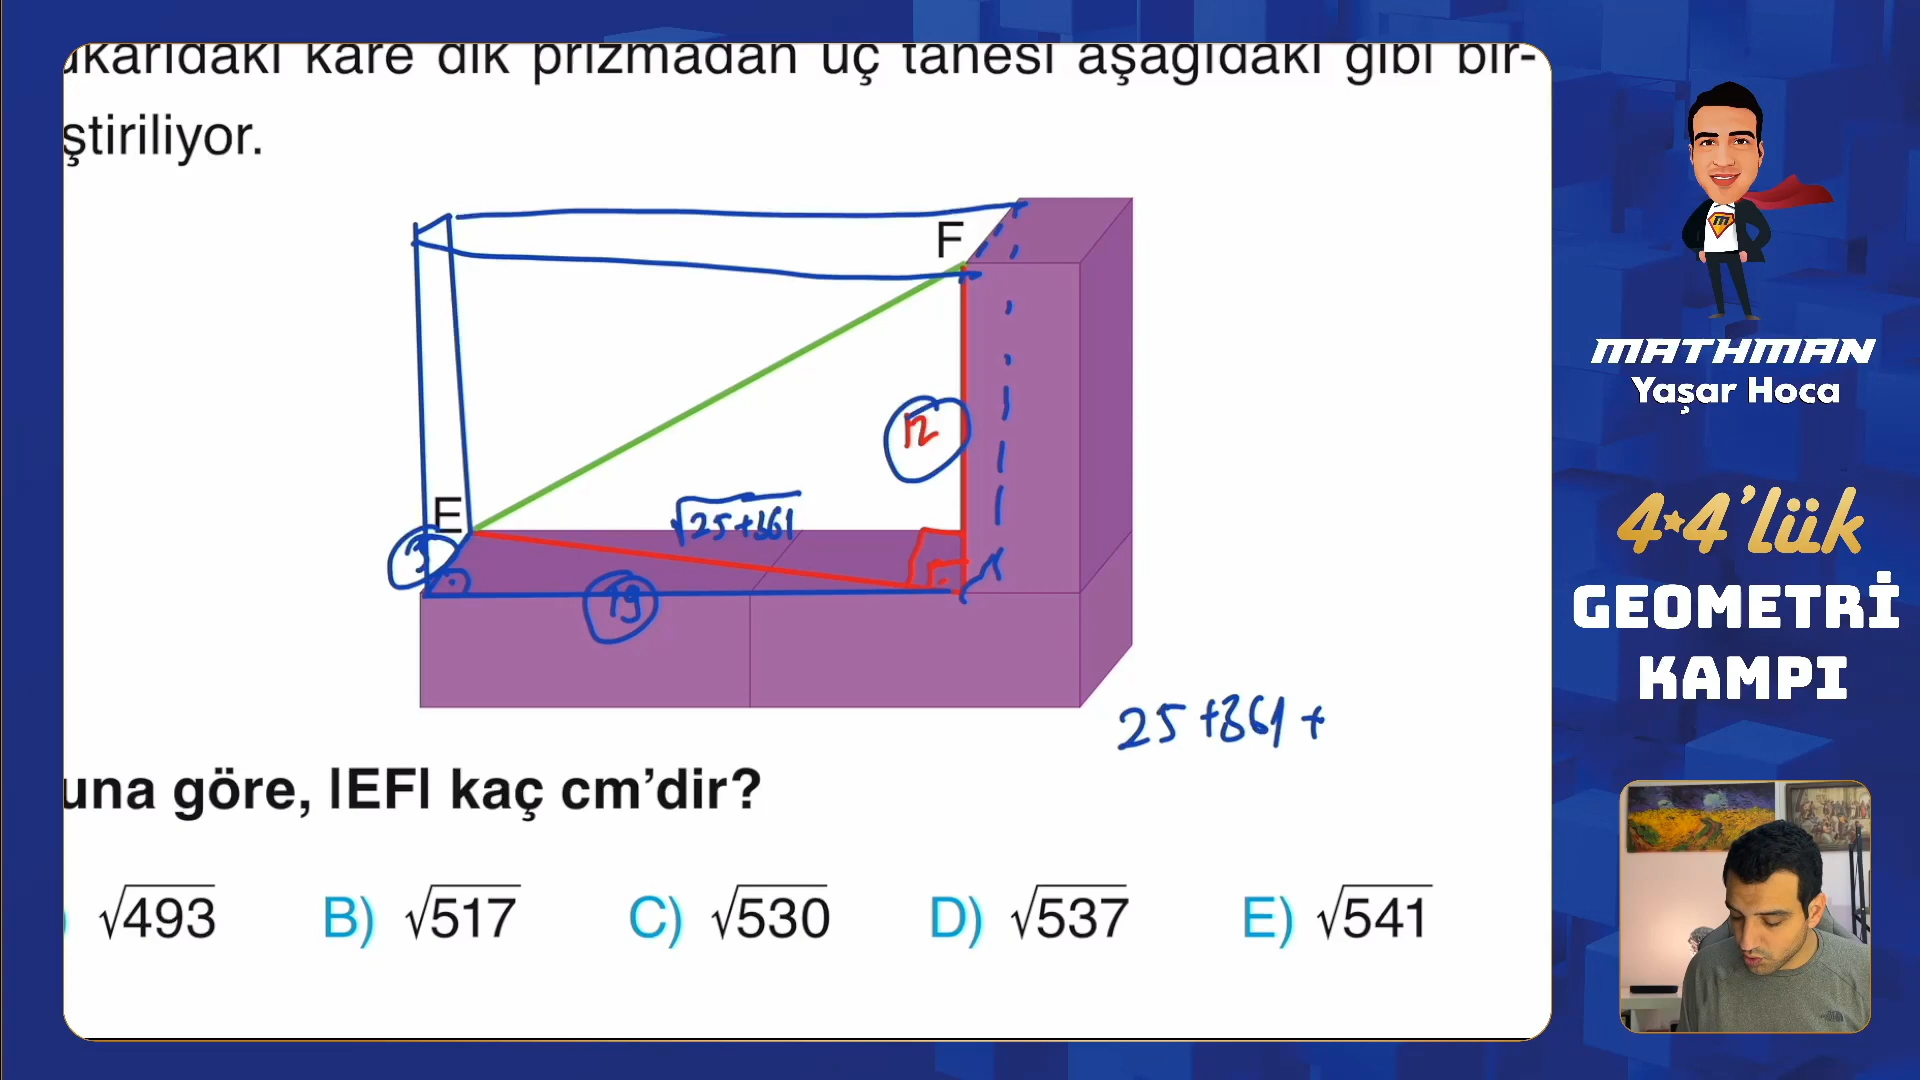 ukarıdaki kare dik prizmadan üç tanesi aşağıdaki gibi bir-
ştiriliyor.
F
12
E
√25+361
19
25+361+
una göre, |EF| kaç cm’dir?
) √493 B) √517 C) √530 D) √537 E) √541
m
MATHMAN
Yaşar Hoca
4★4’lük
GEOMETRİ
KAMPI